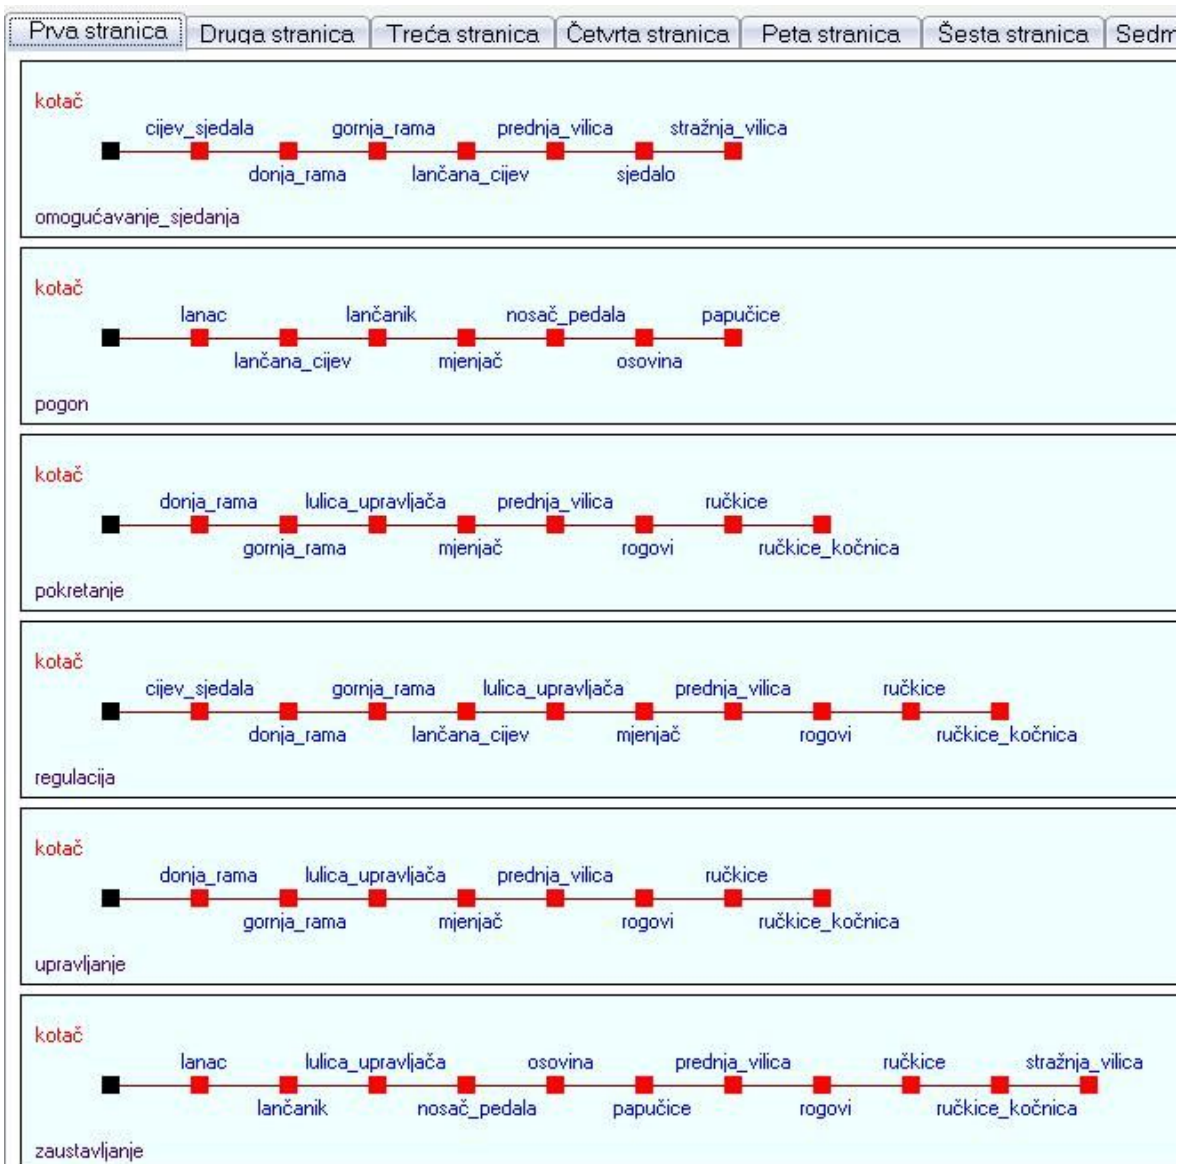 Prva stranica Druga stranica Treća stranica Četvrta stranica Peta stranica Šesta stranica Sedm
kotač
cijev_sjedala gornja_rama prednja_vilica stražnja_vilica
donja_rama lančana_cijev sjedalo
omogućavanje_sjedanja
kotač
lanac lančanik nosač_pedala papučice
lančana_cijev mjenjač osovina
pogon
kotač
donja_rama lulica_upravljača prednja_vilica ručkice
gornja_rama mjenjač rogovi ručkice_kočnica
pokretanje
kotač
cijev_sjedala gornja_rama lulica_upravljača prednja_vilica ručkice
donja_rama lančana_cijev mjenjač rogovi ručkice_kočnica
regulacija
kotač
donja_rama lulica_upravljača prednja_vilica ručkice
gornja_rama mjenjač rogovi ručkice_kočnica
upravljanje
kotač
lanac lulica_upravljača osovina prednja_vilica ručkice stražnja_vilica
lančanik nosač_pedala papučice rogovi ručkice_kočnica
zaustavljanje